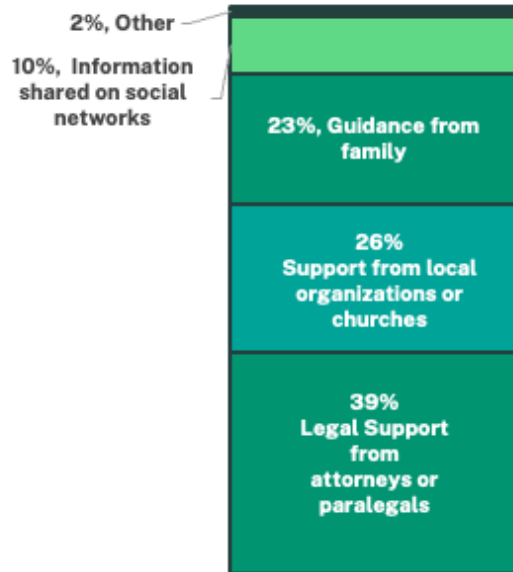 2%, Other
10%, Information
shared on social
networks
23%, Guidance from
family
26%
Support from local
organizations or
churches
39%
Legal Support
from
attorneys or
paralegals